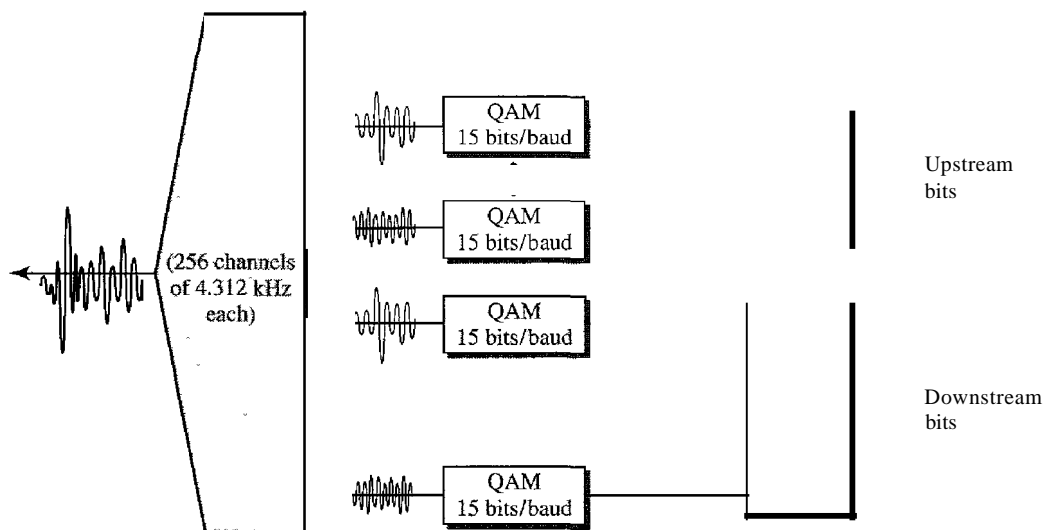 QAM
15 bits/baud
Upstream
bits
QAM
15 bits/baud
(256 channels
of 4.312 kHz
each)
QAM
15 bits/baud
Downstream
bits
QAM
15 bits/baud